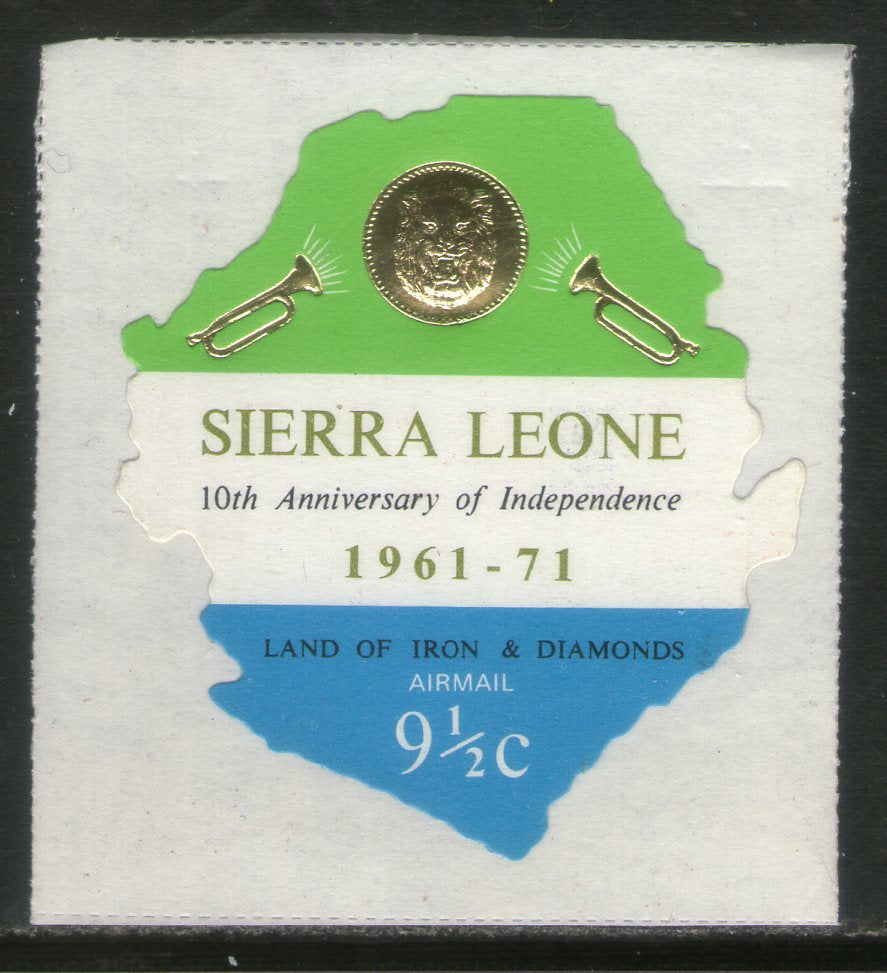 SIERRA LEONE
10th Anniversary of Independence
1961-71
LAND OF IRON & DIAMONDS
AIRMAIL
9½c